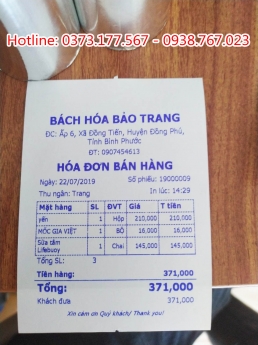 Hotline: 0373.177.567 - 0938.767.023
BÁCH HÓA BẢO TRANG
ĐC: Ấp 6, Xã Đồng Tiến, Huyện Đồng Phú,
Tỉnh Bình Phước
ĐT: 0907454613
HÓA ĐƠN BÁN HÀNG
Ngày: 22/07/2019 Số phiếu: 19000009
Thu ngân: Trang In lúc: 14:29
Mặt hàng SL ĐVT Giá T tiền
yến 1 Hộp 210,000 210,000
MÓC GIA VIỆT 1 BỘ 16,000 16,000
Sữa tắm
Lifebuoy 1 Chai 145,000 145,000
Tổng SL: 3
Tiền hàng: 371,000
Tổng: 371,000
Khách đưa 371,000
Xin cảm ơn Quý khách/ Thank you!